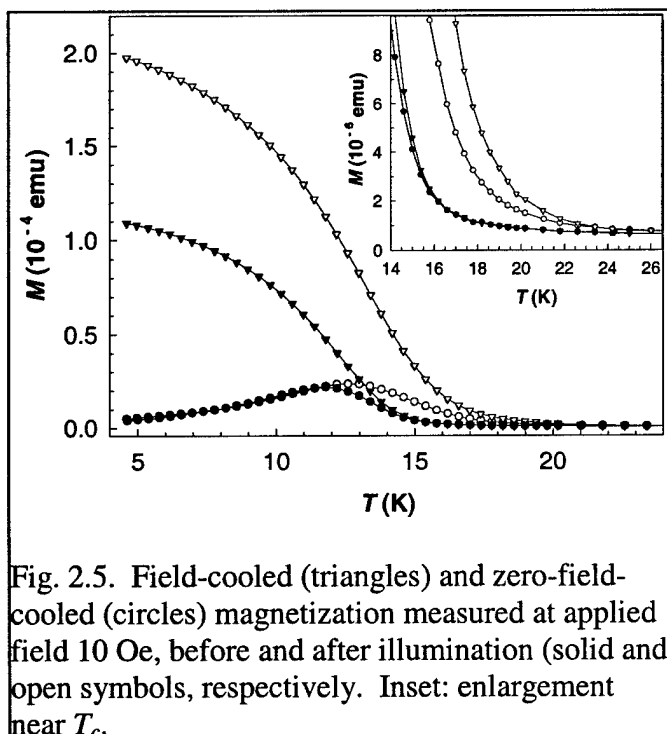 2.0
1.5
1.0
0.5
0.0
M (10⁻⁴ emu)
5
10
15
20
T (K)
8
6
4
2
0
M (10⁻⁶ emu)
14 16 18 20 22 24 26
T (K)
Fig. 2.5. Field-cooled (triangles) and zero-field-
cooled (circles) magnetization measured at applied
field 10 Oe, before and after illumination (solid and
open symbols, respectively. Inset: enlargement
near Tc.